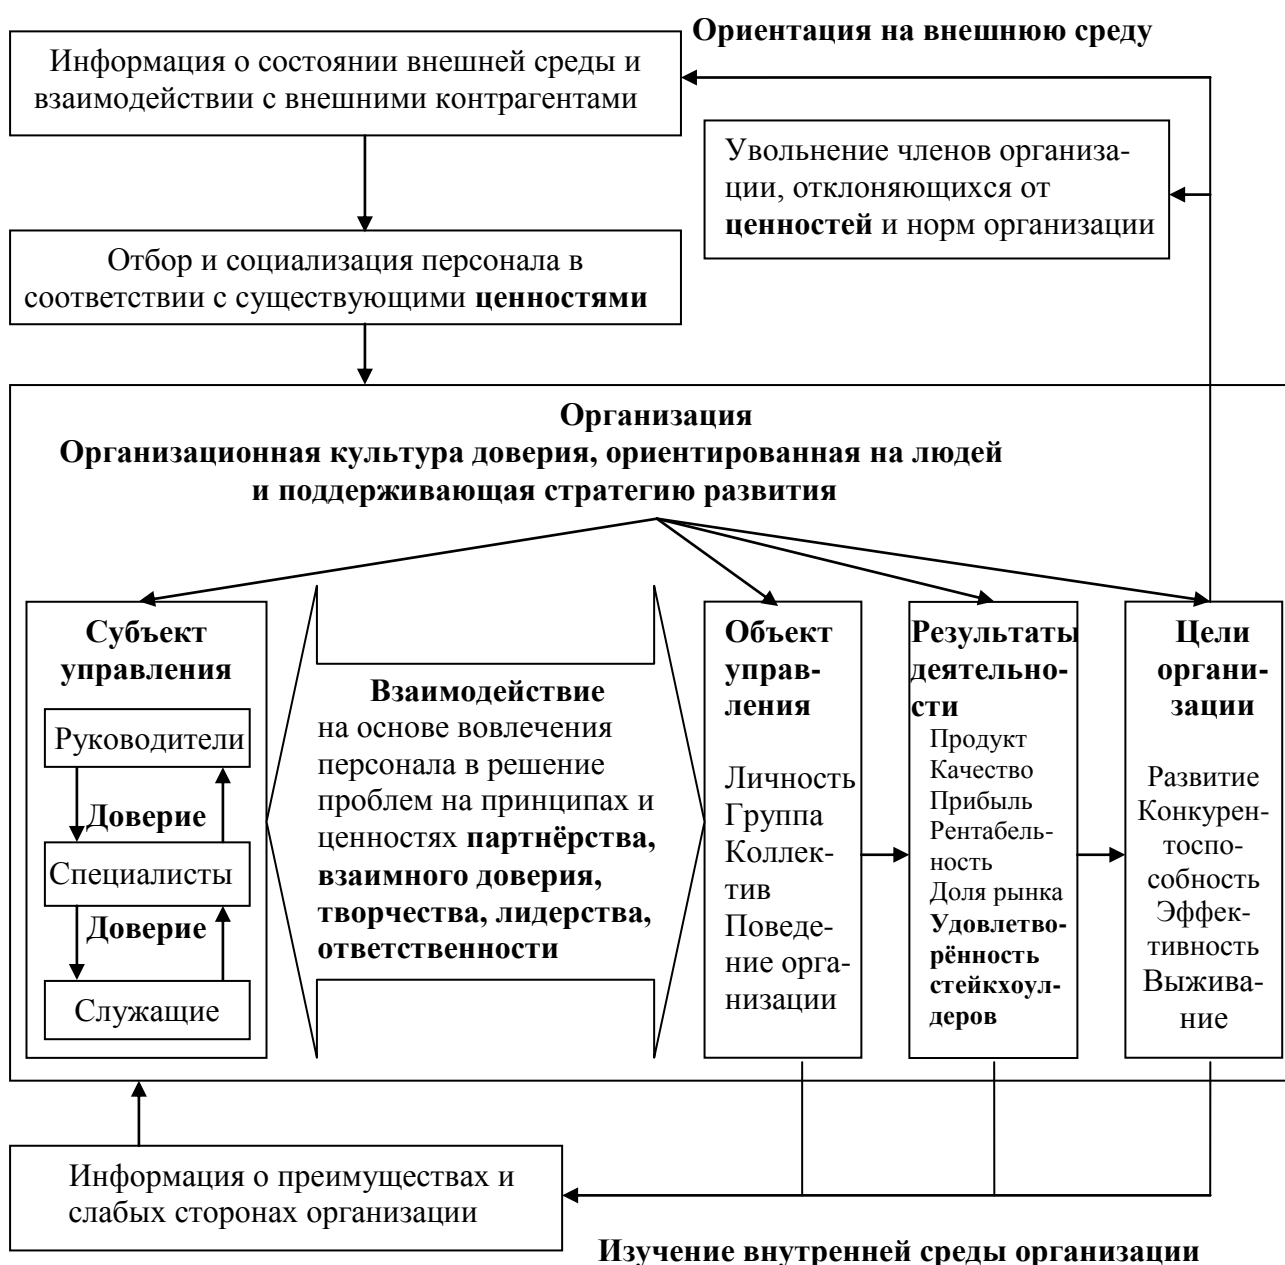 Ориентация на внешнюю среду
Информация о состоянии внешней среды и
взаимодействии с внешними контрагентами
Увольнение членов организа-
ции, отклоняющихся от
ценностей и норм организации
Отбор и социализация персонала в
соответствии с существующими ценностями
Организация
Организационная культура доверия, ориентированная на людей
и поддерживающая стратегию развития
Субъект
управления
Руководители
Доверие
Специалисты
Доверие
Служащие
Взаимодействие
на основе вовлечения
персонала в решение
проблем на принципах и
ценностях партнёрства,
взаимного доверия,
творчества, лидерства,
ответственности
Объект
управ-
ления
Личность
Группа
Коллек-
тив
Поведе-
ние орга-
низации
Результаты
деятельно-
сти
Продукт
Качество
Прибыль
Рентабель-
ность
Доля рынка
Удовлетво-
рённость
стейкхоул-
деров
Цели
органи-
зации
Развитие
Конкурен-
тоспо-
собность
Эффек-
тивность
Выжива-
ние
Информация о преимуществах и
слабых сторонах организации
Изучение внутренней среды организации